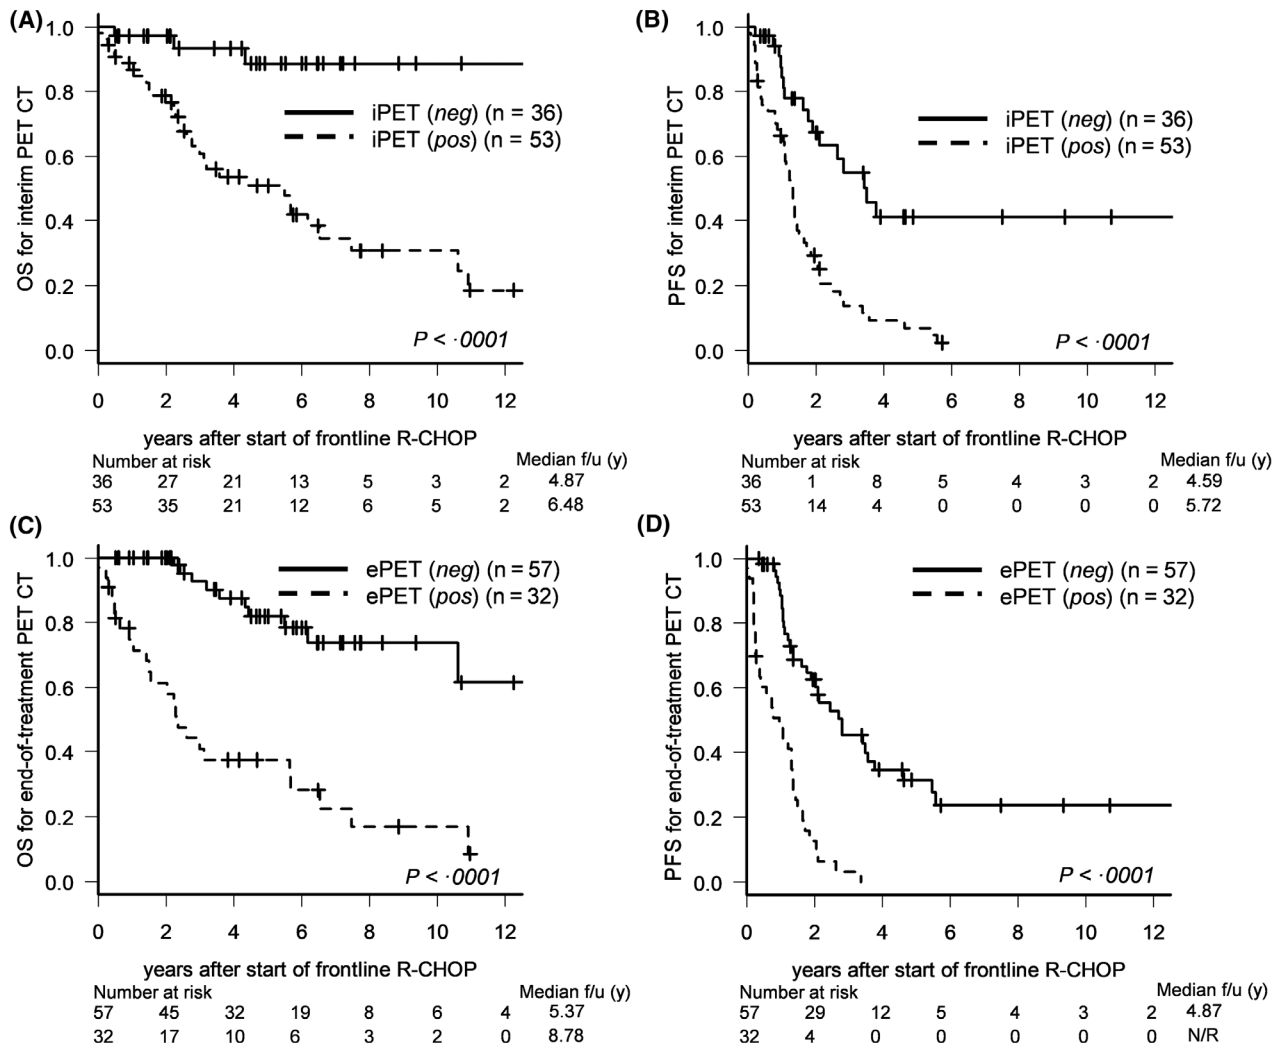 (A)
OS for interim PET CT
1.0
0.8
0.6
0.4
0.2
0.0
iPET (neg) (n = 36)
iPET (pos) (n = 53)
P < ·0001
0 2 4 6 8 10 12
years after start of frontline R-CHOP
Number at risk Median f/u (y)
36 27 21 13 5 3 2 4.87
53 35 21 12 6 5 2 6.48
(B)
PFS for interim PET CT
1.0
0.8
0.6
0.4
0.2
0.0
iPET (neg) (n = 36)
iPET (pos) (n = 53)
P < ·0001
0 2 4 6 8 10 12
years after start of frontline R-CHOP
Number at risk Median f/u (y)
36 1 8 5 4 3 2 4.59
53 14 4 0 0 0 0 5.72
(C)
OS for end-of-treatment PET CT
1.0
0.8
0.6
0.4
0.2
0.0
ePET (neg) (n = 57)
ePET (pos) (n = 32)
P < ·0001
0 2 4 6 8 10 12
years after start of frontline R-CHOP
Number at risk Median f/u (y)
57 45 32 19 8 6 4 5.37
32 17 10 6 3 2 0 8.78
(D)
PFS for end-of-treatment PET CT
1.0
0.8
0.6
0.4
0.2
0.0
ePET (neg) (n = 57)
ePET (pos) (n = 32)
P < ·0001
0 2 4 6 8 10 12
years after start of frontline R-CHOP
Number at risk Median f/u (y)
57 29 12 5 4 3 2 4.87
32 4 0 0 0 0 0 N/R